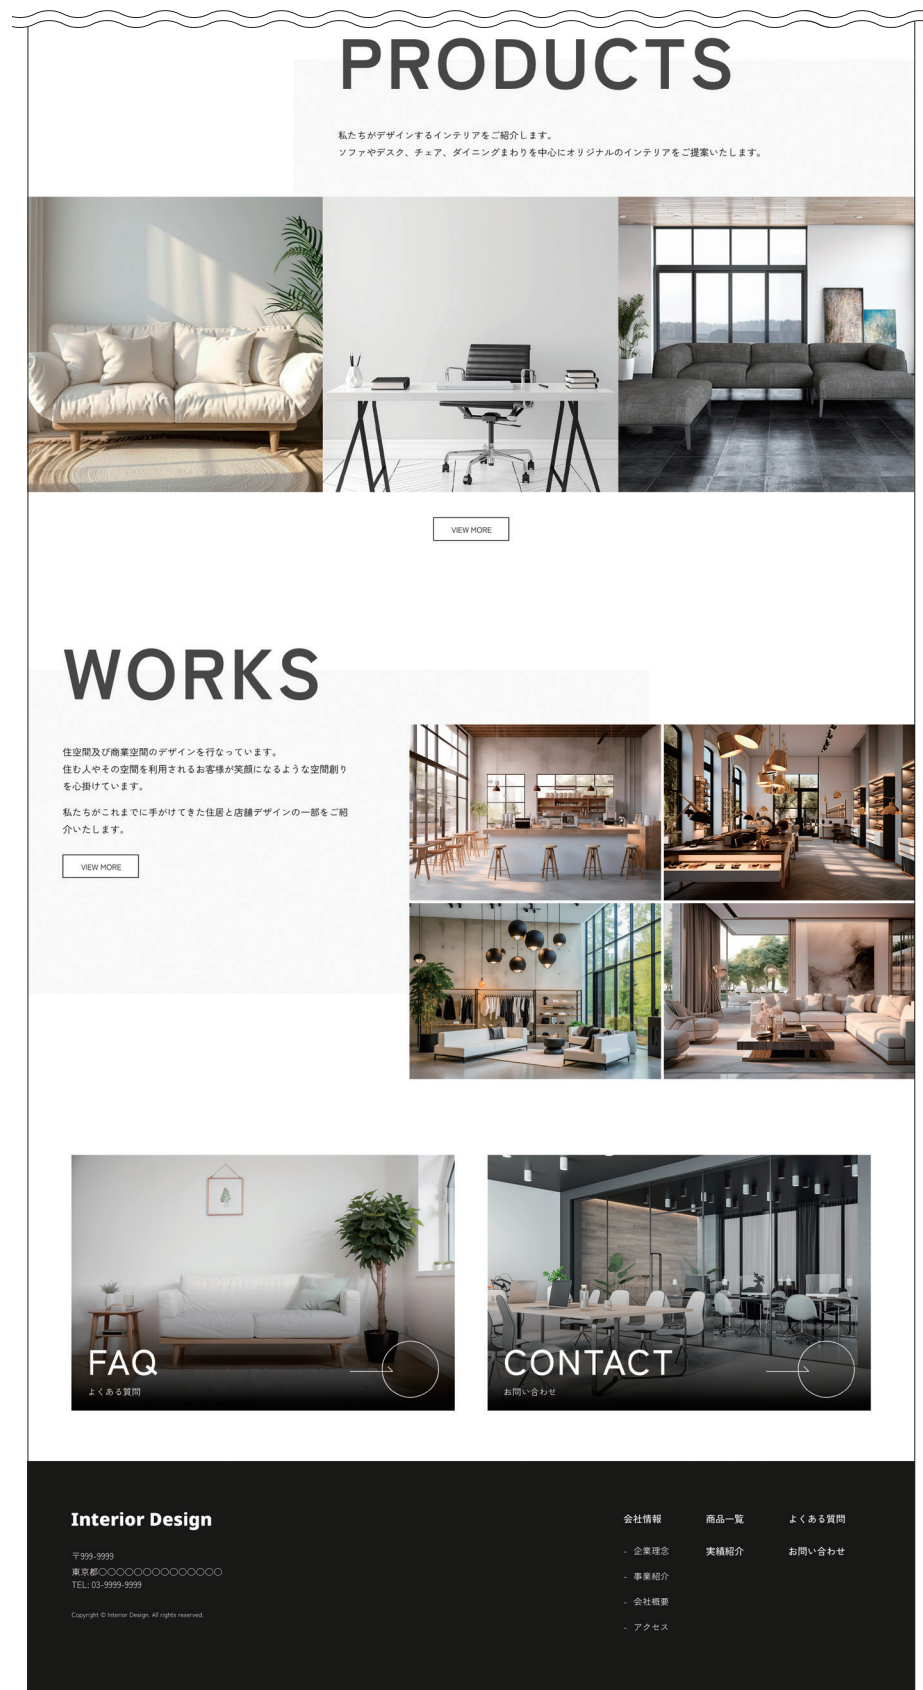 PRODUCTS
私たちがデザインするインテリアをご紹介します。
ソファやデスク、チェア、ダイニングまわりを中心にオリジナルのインテリアをご提案いたします。
VIEW MORE
WORKS
住空間及び商業空間のデザインを行なっています。
住む人やその空間を利用されるお客様が笑顔になるような空間創り
を心掛けています。
私たちがこれまでに手がけてきた住居と店舗デザインの一部をご紹
介いたします。
VIEW MORE
FAQ
よくある質問
CONTACT
お問い合わせ
Interior Design
〒999-9999
東京都〇〇〇〇〇〇〇〇〇〇〇〇〇〇
TEL: 03-9999-9999
Copyright © Interior Design. All rights reserved.
会社情報
- 企業理念
- 事業紹介
- 会社概要
- アクセス
商品一覧
実績紹介
よくある質問
お問い合わせ